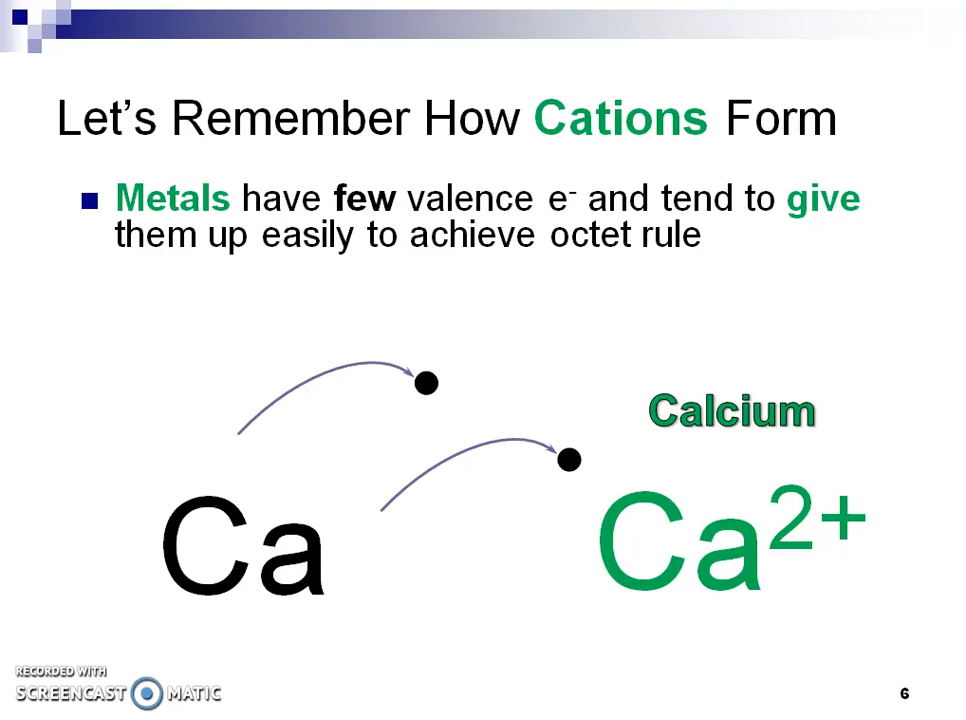 Let's Remember How Cations Form
Metals have few valence e⁻ and tend to give
them up easily to achieve octet rule
Calcium
Ca
Ca²⁺
RECORDED WITH
SCREENCAST MATIC
6